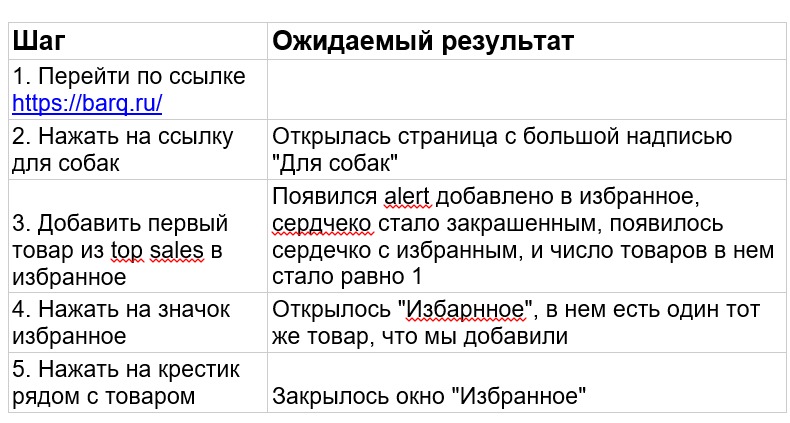 Шаг
Ожидаемый результат
1. Перейти по ссылке
https://barq.ru/
2. Нажать на ссылку
для собак
Открылась страница с большой надписью
"Для собак"
3. Добавить первый
товар из top sales в
избранное
Появился alert добавлено в избранное,
сердчеко стало закрашенным, появилось
сердечко с избранным, и число товаров в нем
стало равно 1
4. Нажать на значок
избранное
Открылось "Избарнное", в нем есть один тот
же товар, что мы добавили
5. Нажать на крестик
рядом с товаром
Закрылось окно "Избранное"